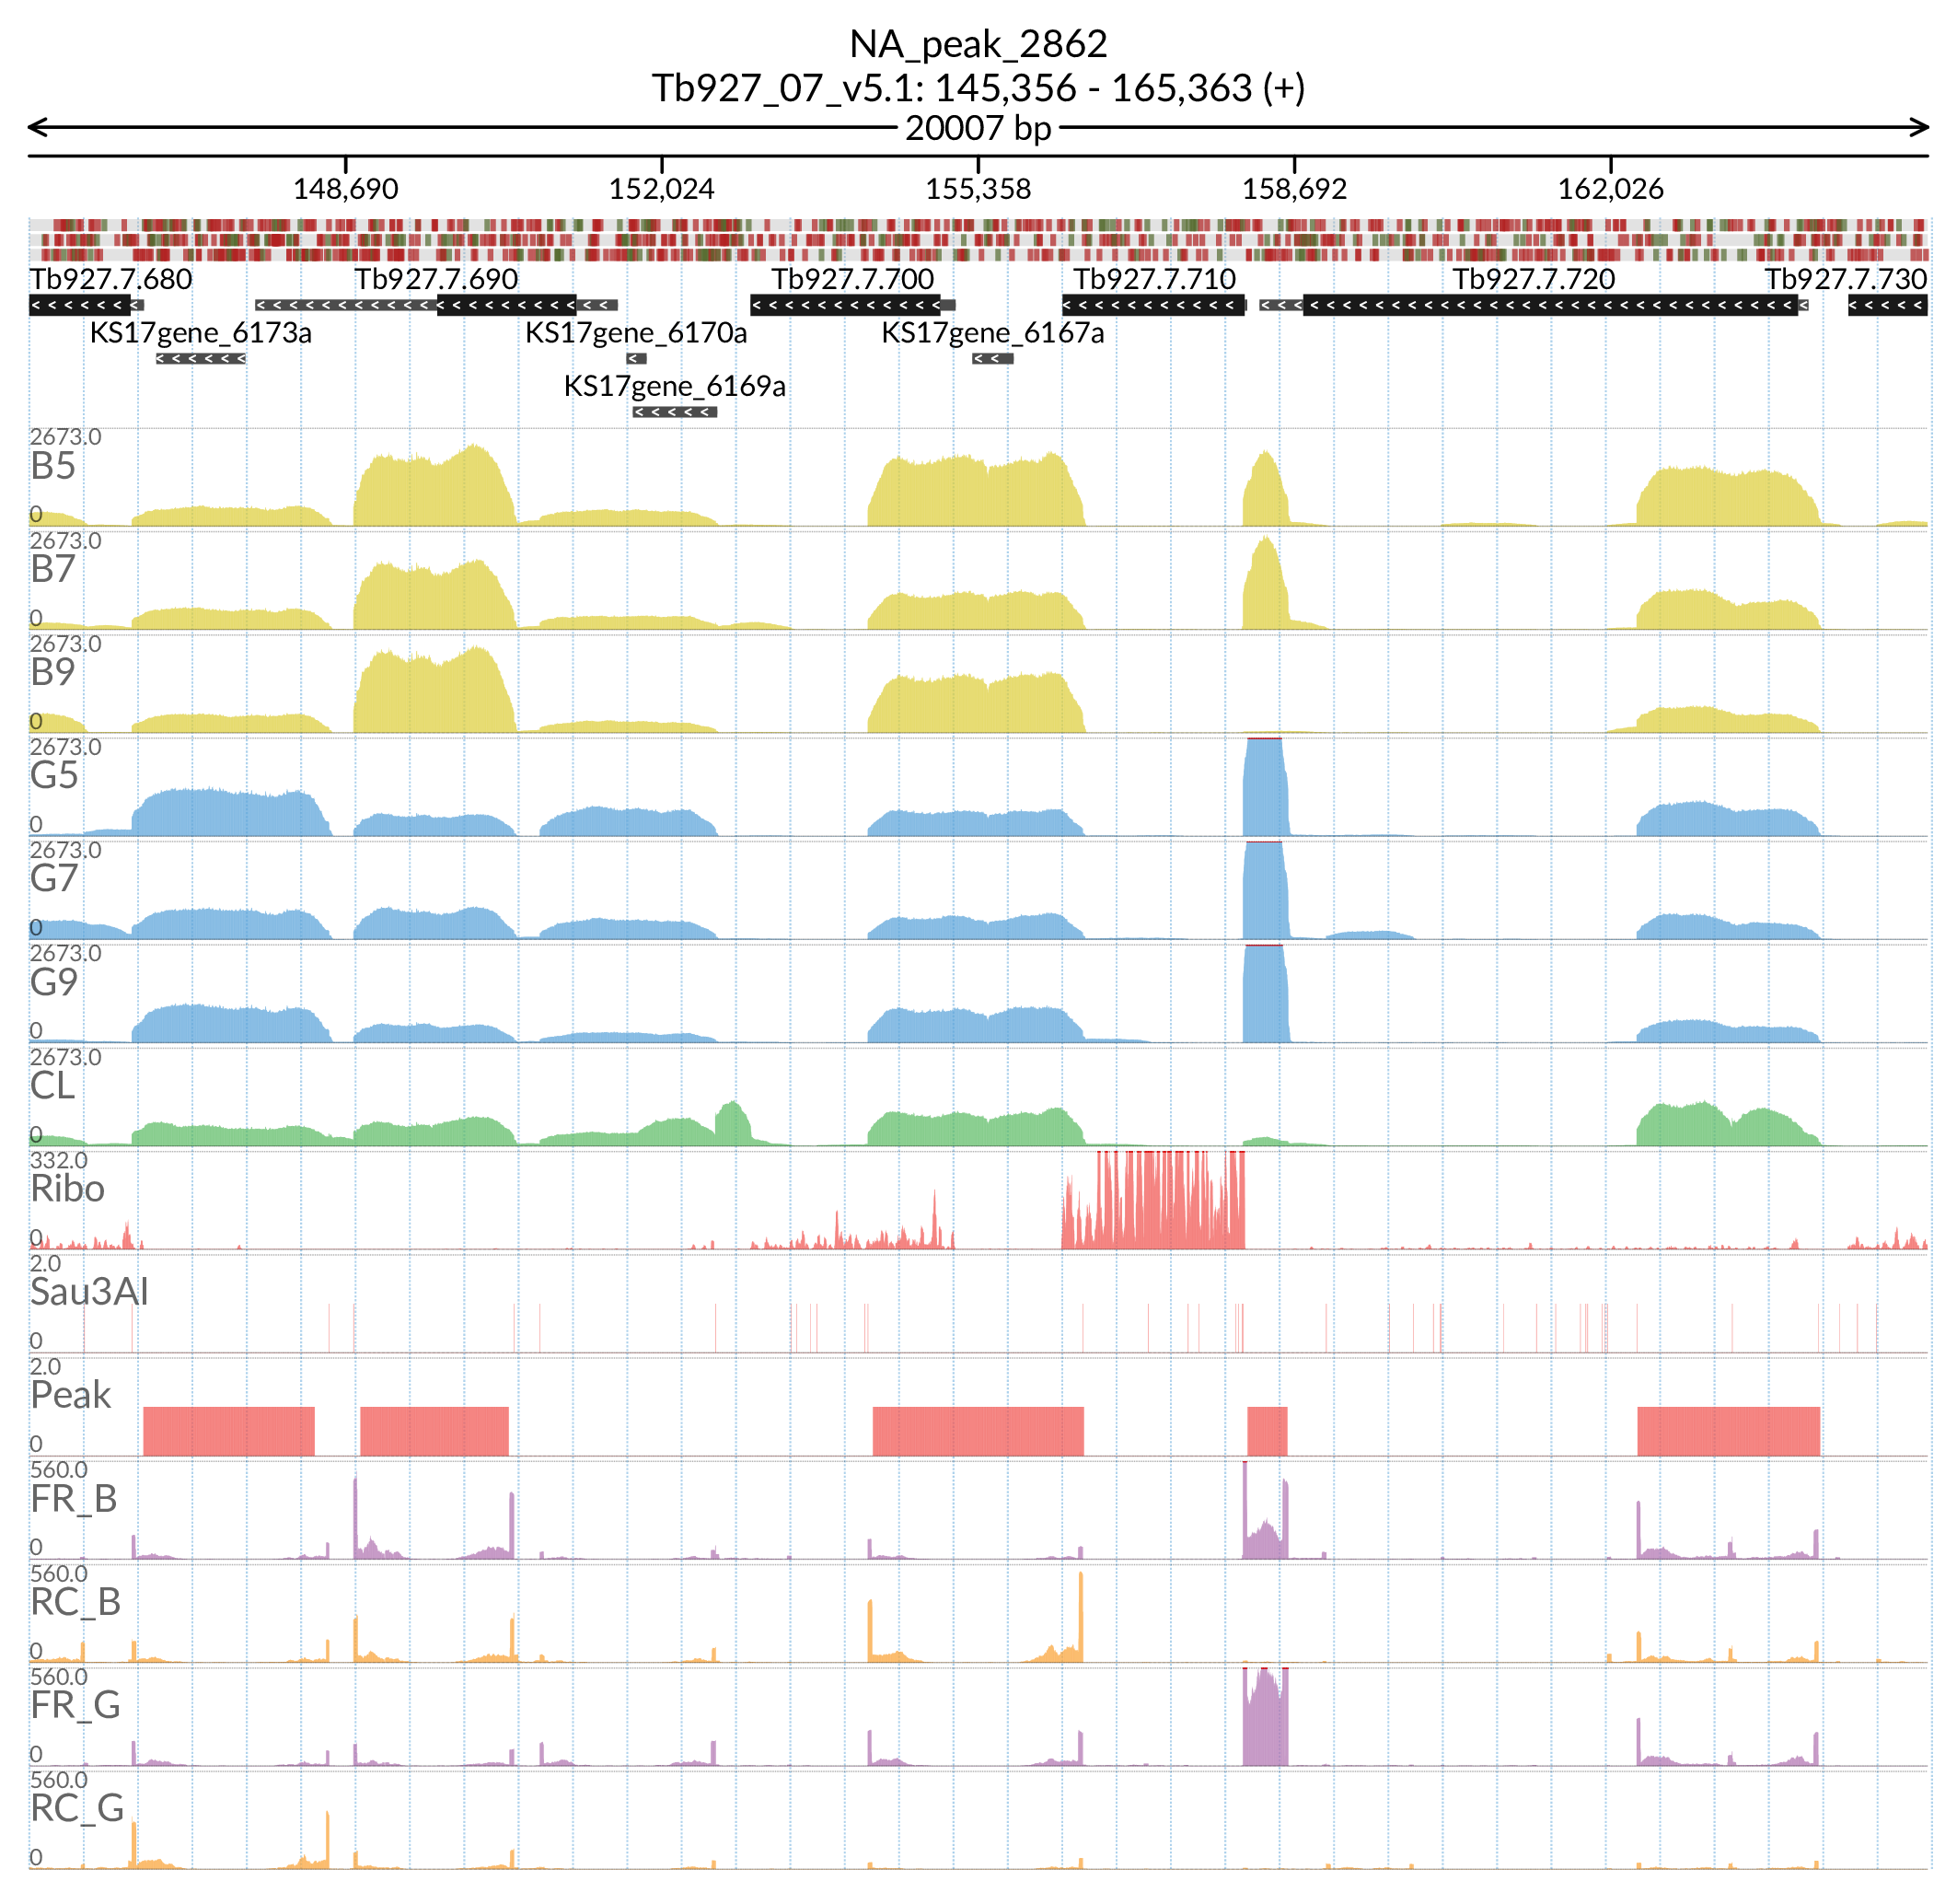 NA_peak_2862
Tb927_07_v5.1: 145,356 - 165,363 (+)
20007 bp
148,690 152,024 155,358 158,692 162,026
Tb927.7.680 Tb927.7.690 Tb927.7.700 Tb927.7.710 Tb927.7.720 Tb927.7.730
KS17gene_6173a KS17gene_6170a KS17gene_6167a
KS17gene_6169a
2673.0
B5
0
2673.0
B7
0
2673.0
B9
0
2673.0
G5
0
2673.0
G7
0
2673.0
G9
0
2673.0
CL
0
332.0
Ribo
0
2.0
Sau3AI
0
2.0
Peak
0
560.0
FR_B
0
560.0
RC_B
0
560.0
FR_G
0
560.0
RC_G
0